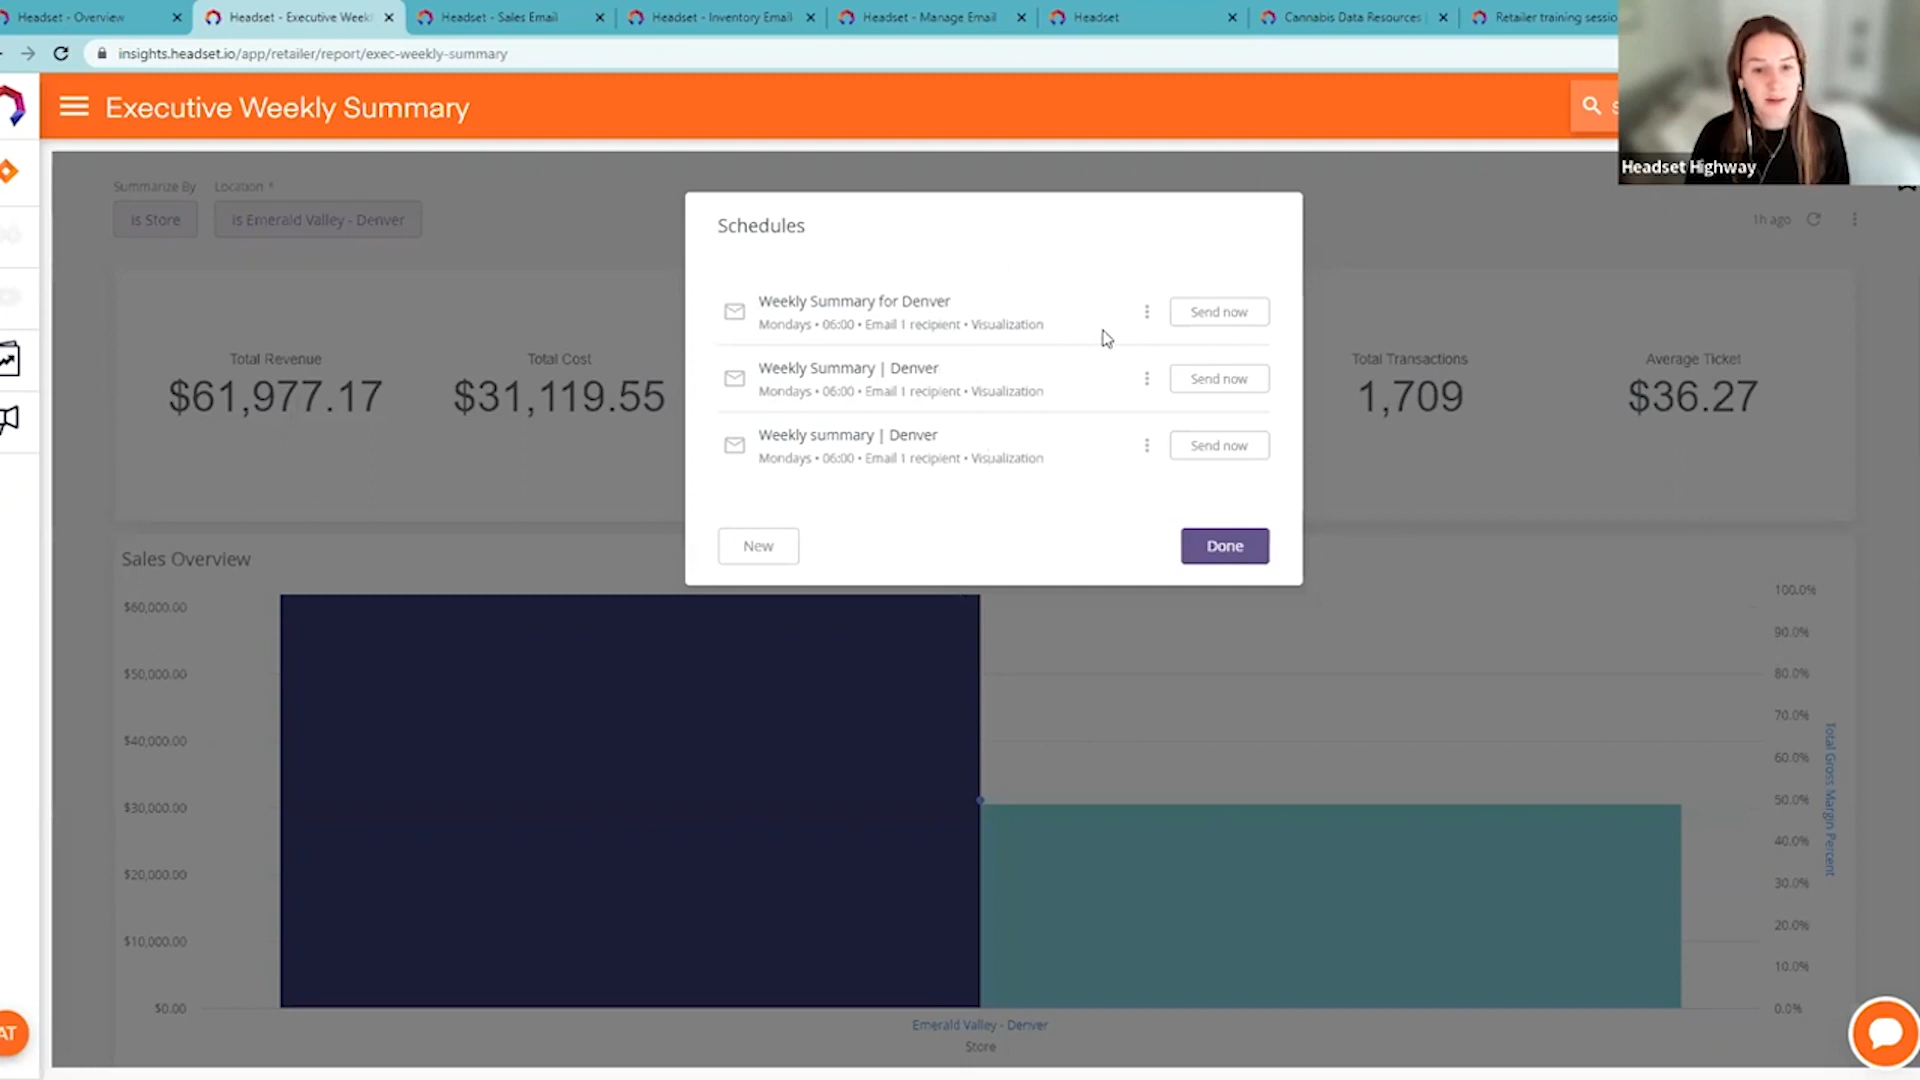 Headset - Overview
Headset - Executive Weekl
Headset - Sales Email
Headset - Inventory Email
Headset - Manage Email
Headset
Cannabis Data Resources
Retailer training sessio
insights.headset.io/app/retailer/report/exec-weekly-summary
Executive Weekly Summary
Headset Highway
Summarize By
Location *
is Store
is Emerald Valley - Denver
1h ago
Schedules
Weekly Summary for Denver
Mondays • 06:00 • Email 1 recipient • Visualization
Send now
Weekly Summary | Denver
Mondays • 06:00 • Email 1 recipient • Visualization
Send now
Weekly summary | Denver
Mondays • 06:00 • Email 1 recipient • Visualization
Send now
New
Done
Total Revenue
$61,977.17
Total Cost
$31,119.55
Total Transactions
1,709
Average Ticket
$36.27
Sales Overview
$60,000.00
$50,000.00
$40,000.00
$30,000.00
$20,000.00
$10,000.00
$0.00
100.0%
90.0%
80.0%
70.0%
60.0%
50.0%
40.0%
30.0%
20.0%
10.0%
0.0%
Total Gross Margin Percent
Emerald Valley - Denver
Store
AT